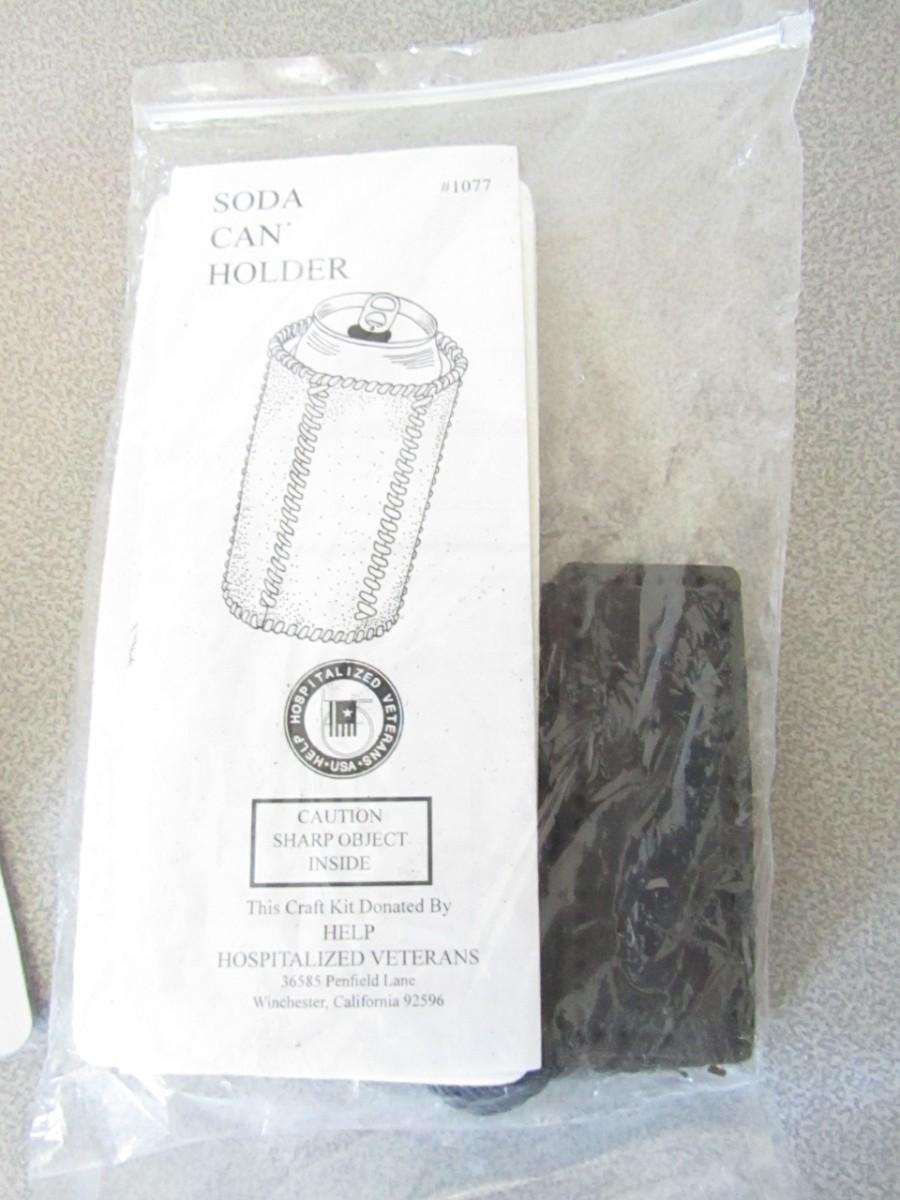 SODA
CAN
HOLDER
#1077
HELP HOSPITALIZED VETERANS
• USA •
CAUTION
SHARP OBJECT
INSIDE
This Craft Kit Donated By
HELP
HOSPITALIZED VETERANS
36585 Penfield Lane
Winchester, California 92596